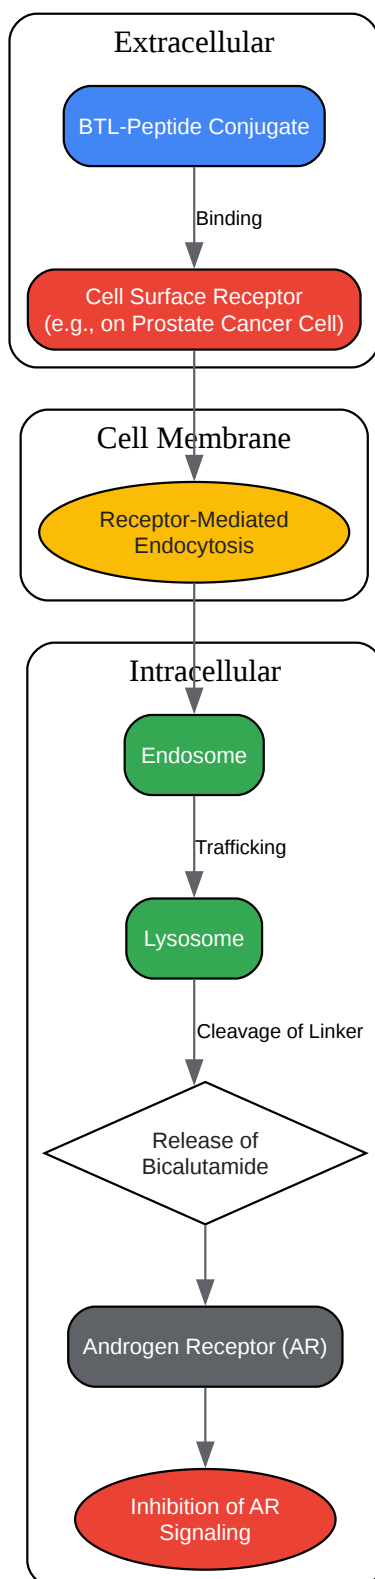 Extracellular
BTL-Peptide Conjugate
Binding
Cell Surface Receptor
(e.g., on Prostate Cancer Cell)
Cell Membrane
Receptor-Mediated
Endocytosis
Intracellular
Endosome
Trafficking
Lysosome
Cleavage of Linker
Release of
Bicalutamide
Androgen Receptor (AR)
Inhibition of AR
Signaling